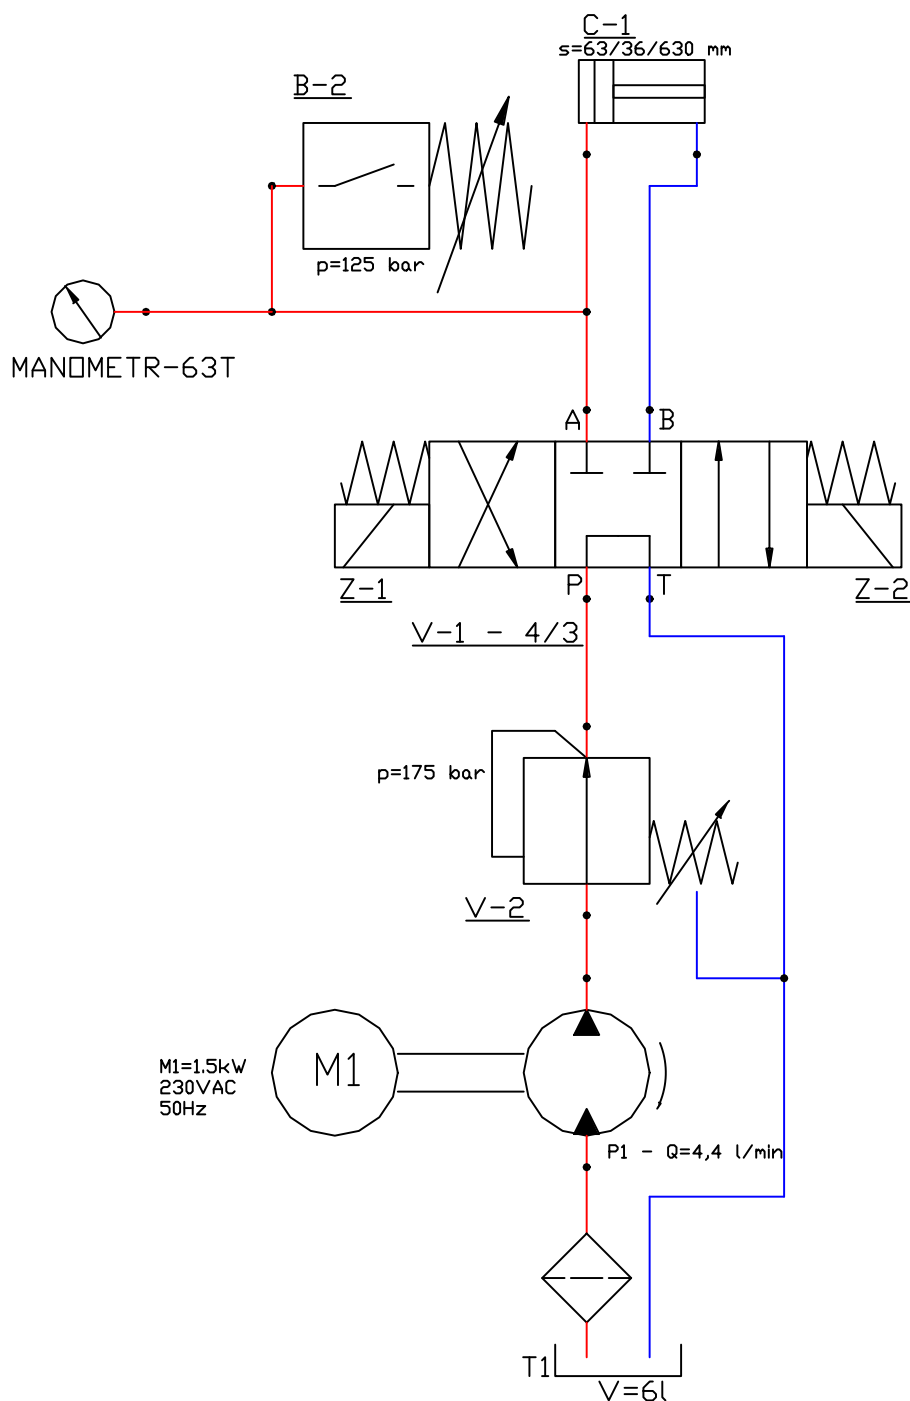 C-1
s=63/36/630 mm
B-2
p=125 bar
MANOMETR-63T
A
B
Z-1
P
T
Z-2
V-1 - 4/3
p=175 bar
V-2
M1
M1=1.5kW
230VAC
50Hz
P1 - Q=4,4 l/min
T1
V=6l